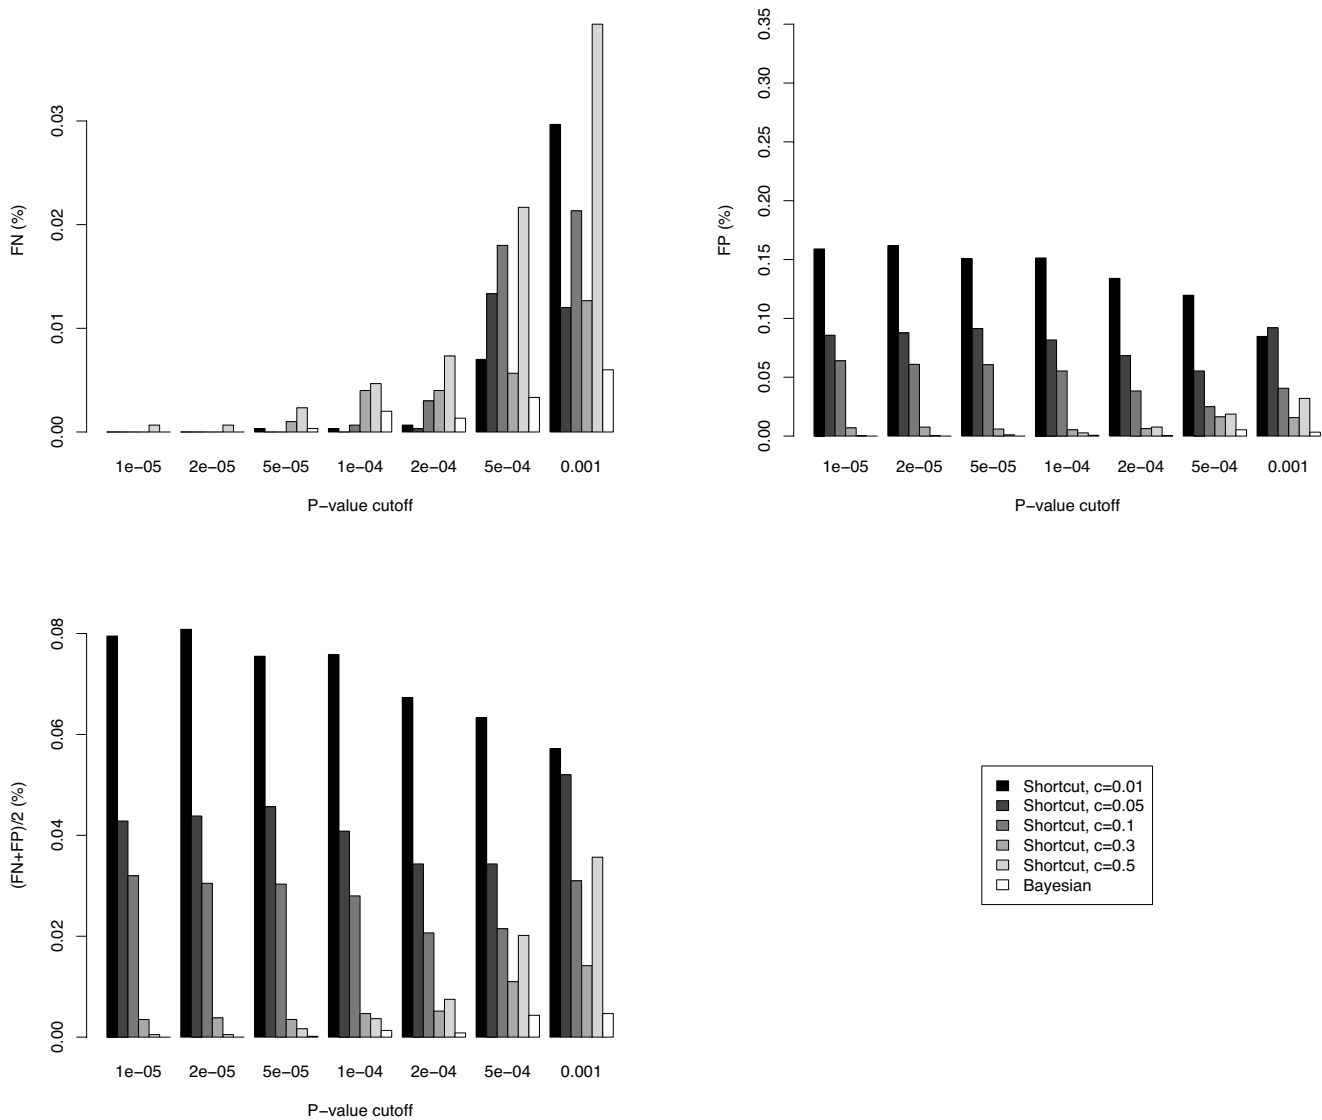 FN (%)
0.03
0.02
0.01
0.00
1e−05 2e−05 5e−05 1e−04 2e−04 5e−04 0.001
P−value cutoff
FP (%)
0.35
0.30
0.25
0.20
0.15
0.10
0.05
0.00
1e−05 2e−05 5e−05 1e−04 2e−04 5e−04 0.001
P−value cutoff
(FN+FP)/2 (%)
0.08
0.06
0.04
0.02
0.00
1e−05 2e−05 5e−05 1e−04 2e−04 5e−04 0.001
P−value cutoff
Shortcut, c=0.01
Shortcut, c=0.05
Shortcut, c=0.1
Shortcut, c=0.3
Shortcut, c=0.5
Bayesian